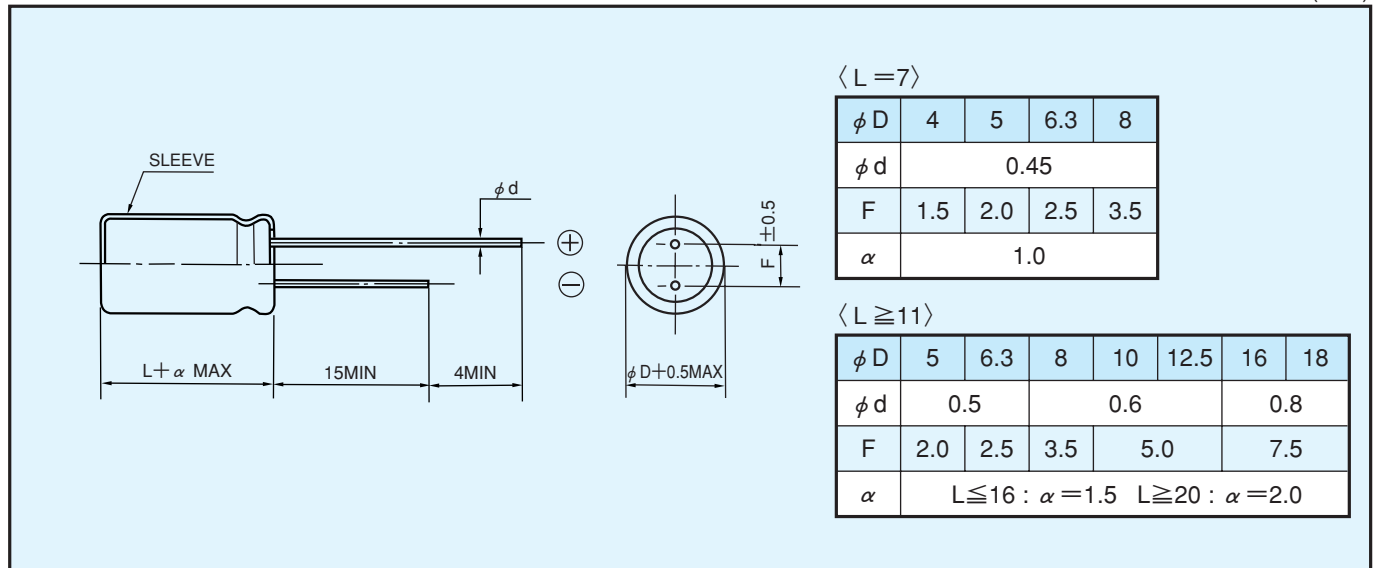 SLEEVE
φd
⊕
⊖
L+α MAX
15MIN
4MIN
F±0.5
φD+0.5MAX
〈L=7〉
φD 4 5 6.3 8
φd 0.45
F 1.5 2.0 2.5 3.5
α 1.0
〈L≧11〉
φD 5 6.3 8 10 12.5 16 18
φd 0.5 0.6 0.8
F 2.0 2.5 3.5 5.0 7.5
α L≦16 : α=1.5 L≧20 : α=2.0